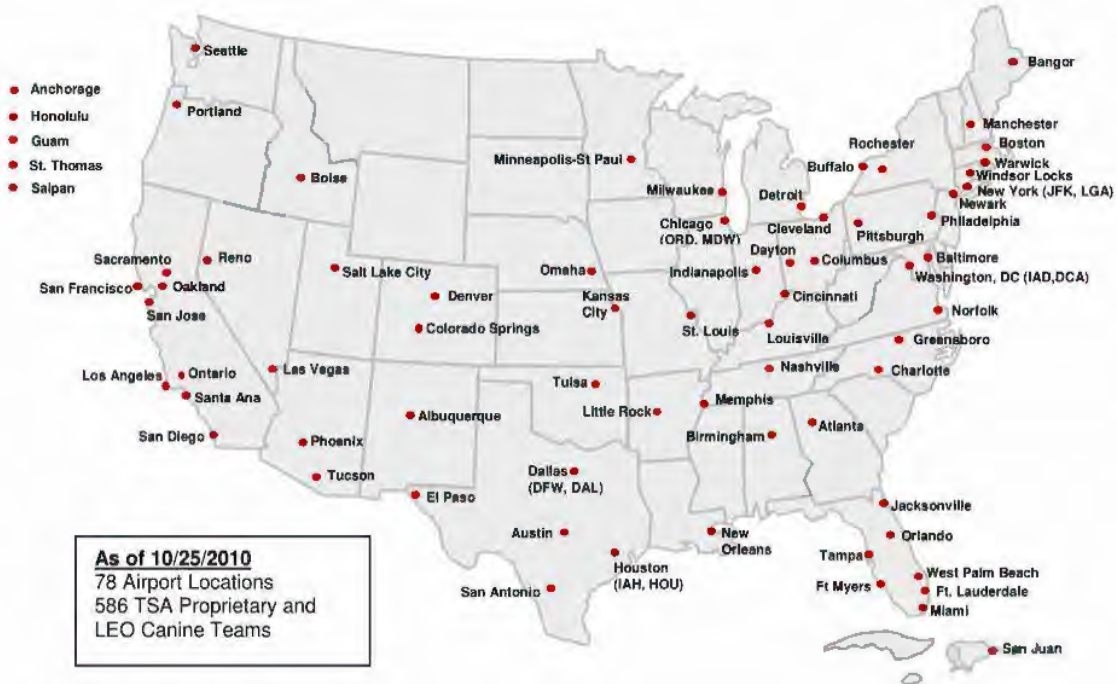 Seattle
Bangor
Anchorage
Portland
Honolulu
Manchester
Guam
Rochester
Boston
St. Thomas
Minneapolis-St Paul
Buffalo
Warwick
Boise
Windsor Locks
Saipan
Milwaukee
Detroit
New York (JFK, LGA)
Newark
Chicago
(ORD. MDW)
Cleveland
Pittsburgh
Philadelphia
Sacramento
Reno
Salt Lake City
Omaha
Indianapolis
Dayton
Columbus
Baltimore
Washington, DC (IAD,DCA)
San Francisco
Oakland
Denver
Kansas
City
Cincinnati
San Jose
Colorado Springs
St. Louis
Louisville
Norfolk
Greensboro
Los Angeles
Ontario
Las Vegas
Nashville
Charlotte
Santa Ana
Tulsa
Little Rock
Memphis
Albuquerque
San Diego
Phoenix
Birmingham
Atlanta
Tucson
El Paso
Dallas
(DFW, DAL)
Jacksonville
Austin
New
Orleans
Orlando
Tampa
Houston
(IAH, HOU)
San Antonio
Ft Myers
West Palm Beach
Ft. Lauderdale
Miami
San Juan
As of 10/25/2010
78 Airport Locations
586 TSA Proprietary and
LEO Canine Teams